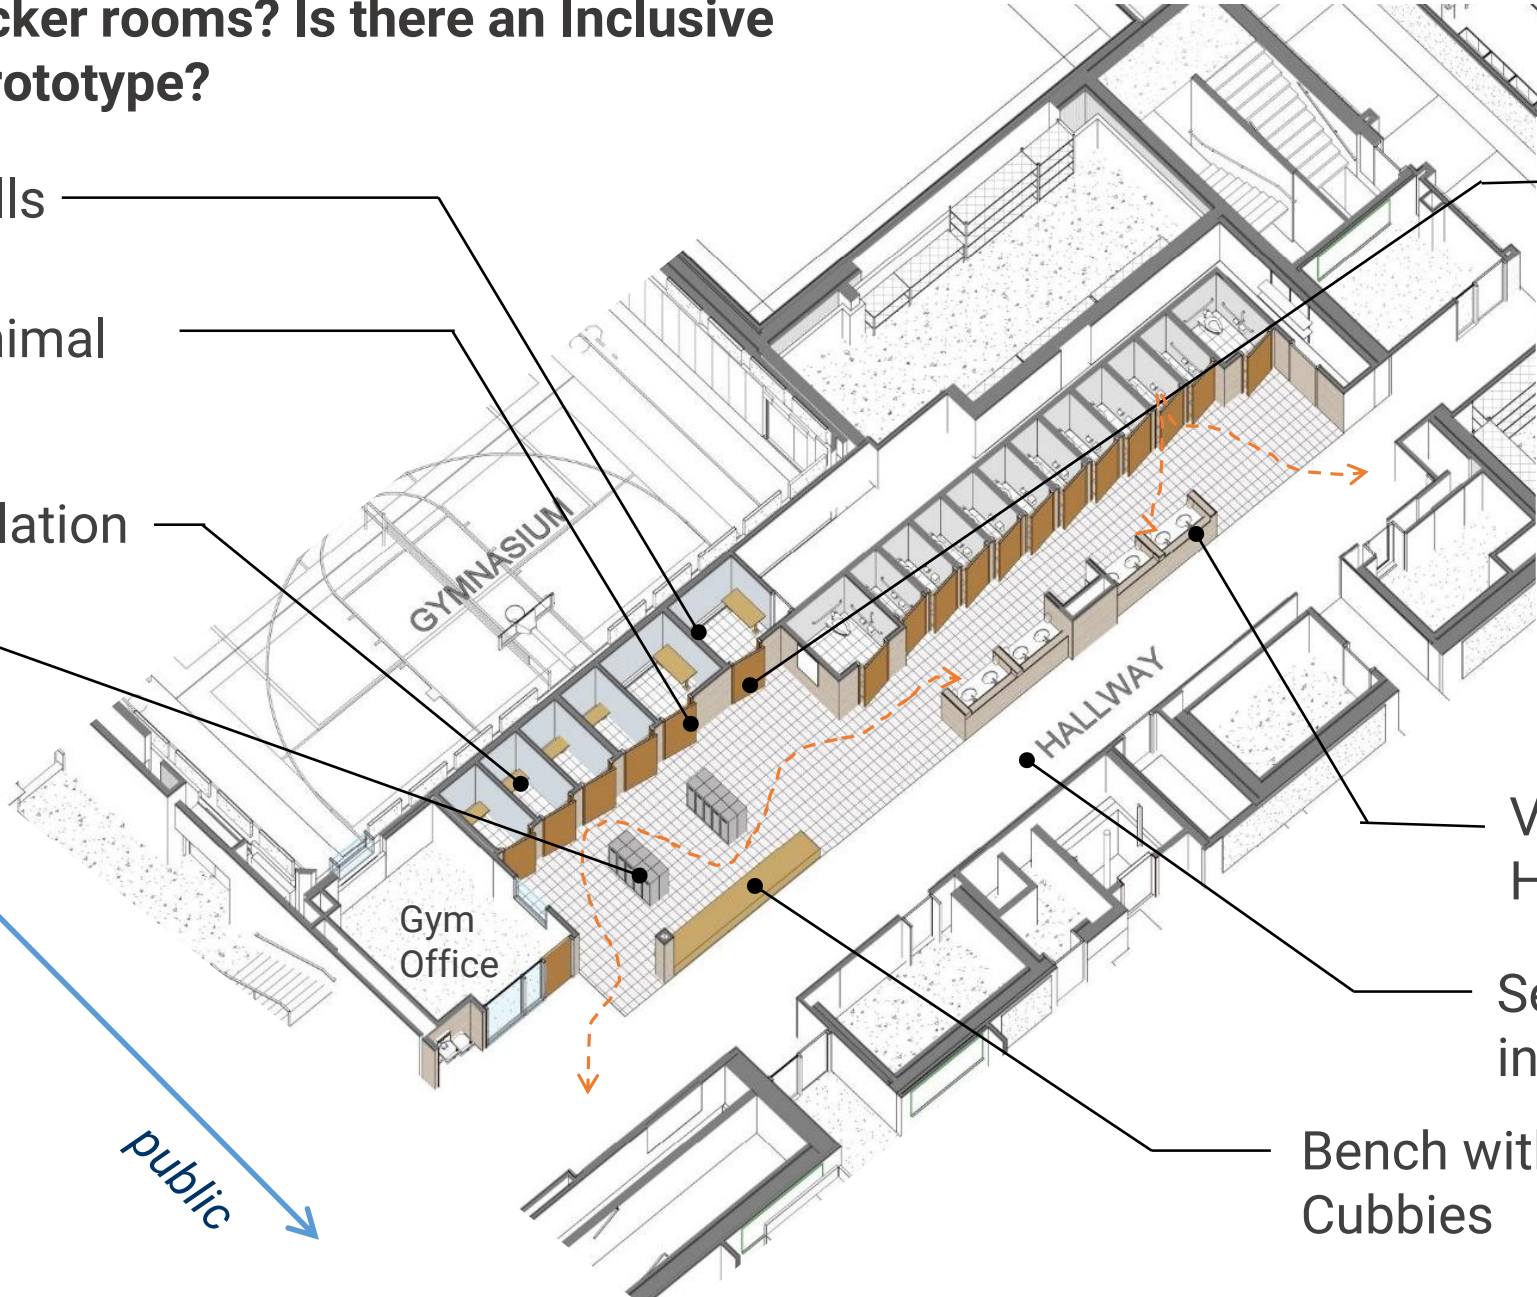 cker rooms? Is there an Inclusive
rototype?
lls
nimal
lation
GYMNASIUM
HALLWAY
Gym
Office
V
H
Se
in
Bench wit
Cubbies
public